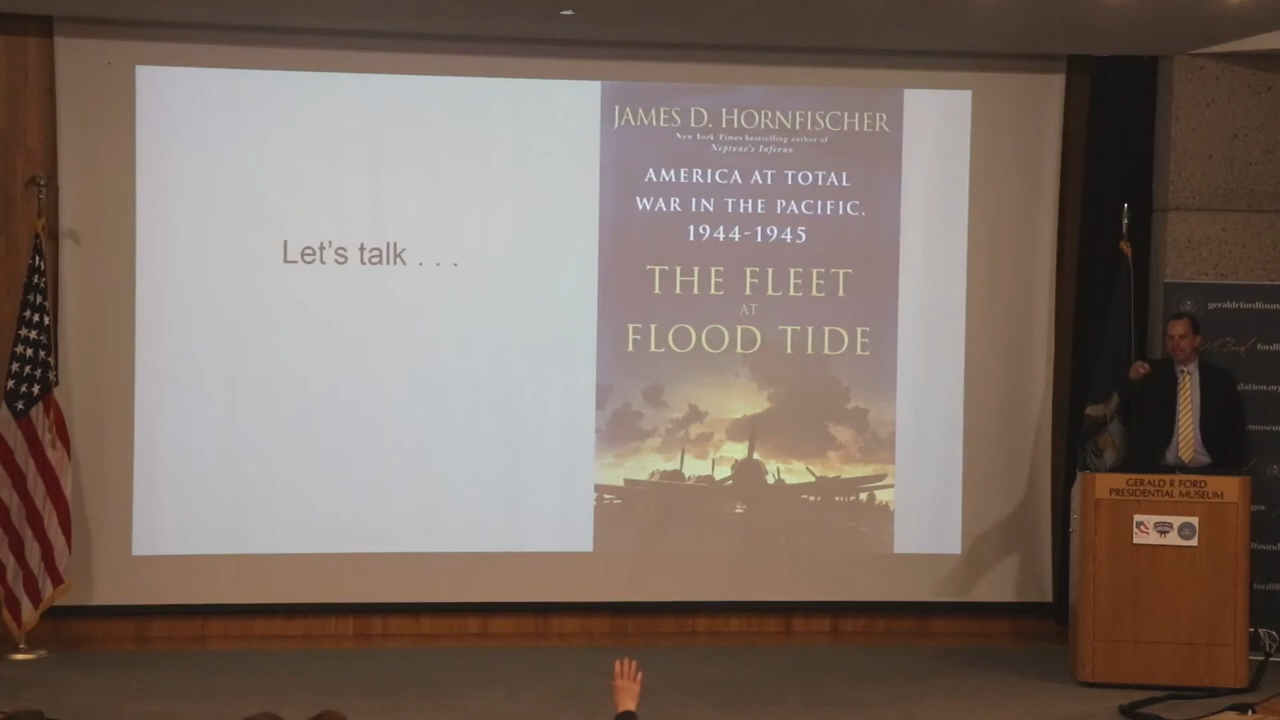 Let's talk . . .
JAMES D. HORNFISCHER
New York Times bestselling author of
Neptune's Inferno
AMERICA AT TOTAL
WAR IN THE PACIFIC,
1944-1945
THE FLEET
AT
FLOOD TIDE
GERALD R FORD
PRESIDENTIAL MUSEUM
geraldrfordfoun